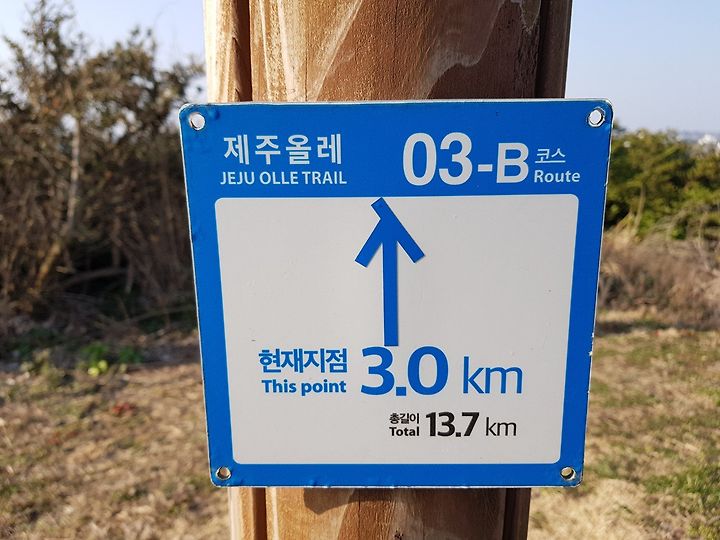 제주올레 03-B 코스
JEJU OLLE TRAIL Route
현재지점 3.0 km
This point
총길이 13.7 km
Total